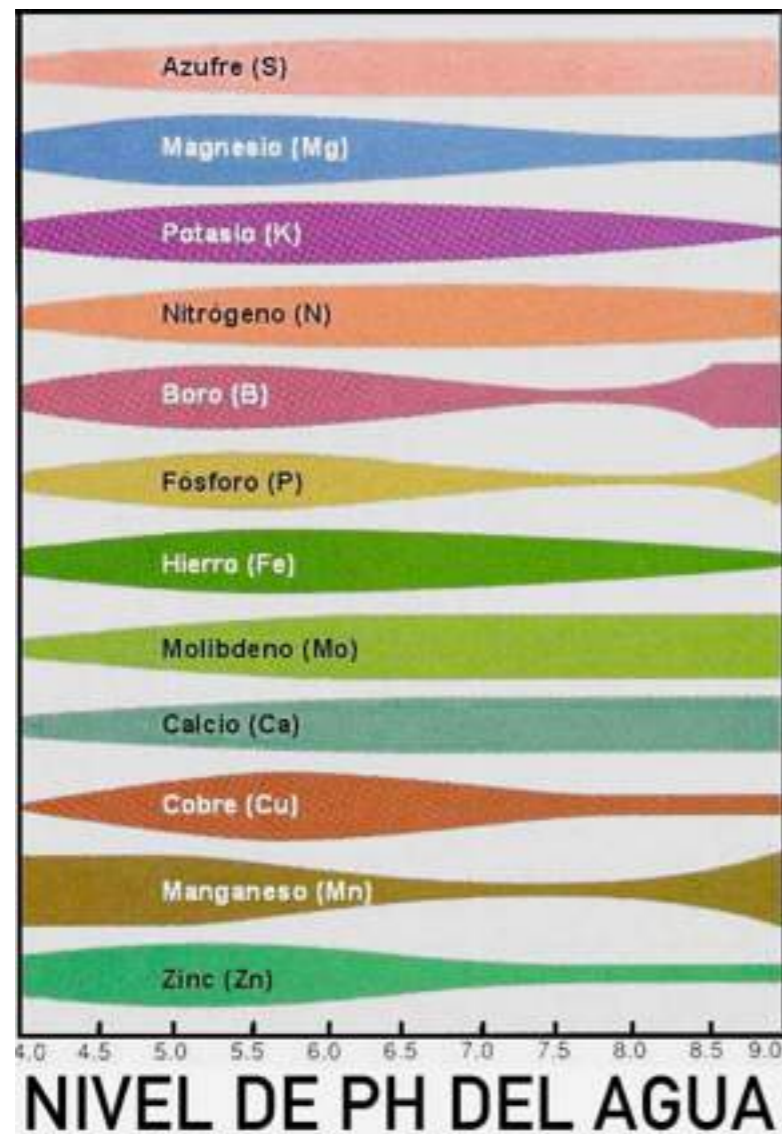 Azufre (S)
Magnesio (Mg)
Potasio (K)
Nitrógeno (N)
Boro (B)
Fósforo (P)
Hierro (Fe)
Molibdeno (Mo)
Calcio (Ca)
Cobre (Cu)
Manganeso (Mn)
Zinc (Zn)
4.0 4.5 5.0 5.5 6.0 6.5 7.0 7.5 8.0 8.5 9.0
NIVEL DE PH DEL AGUA